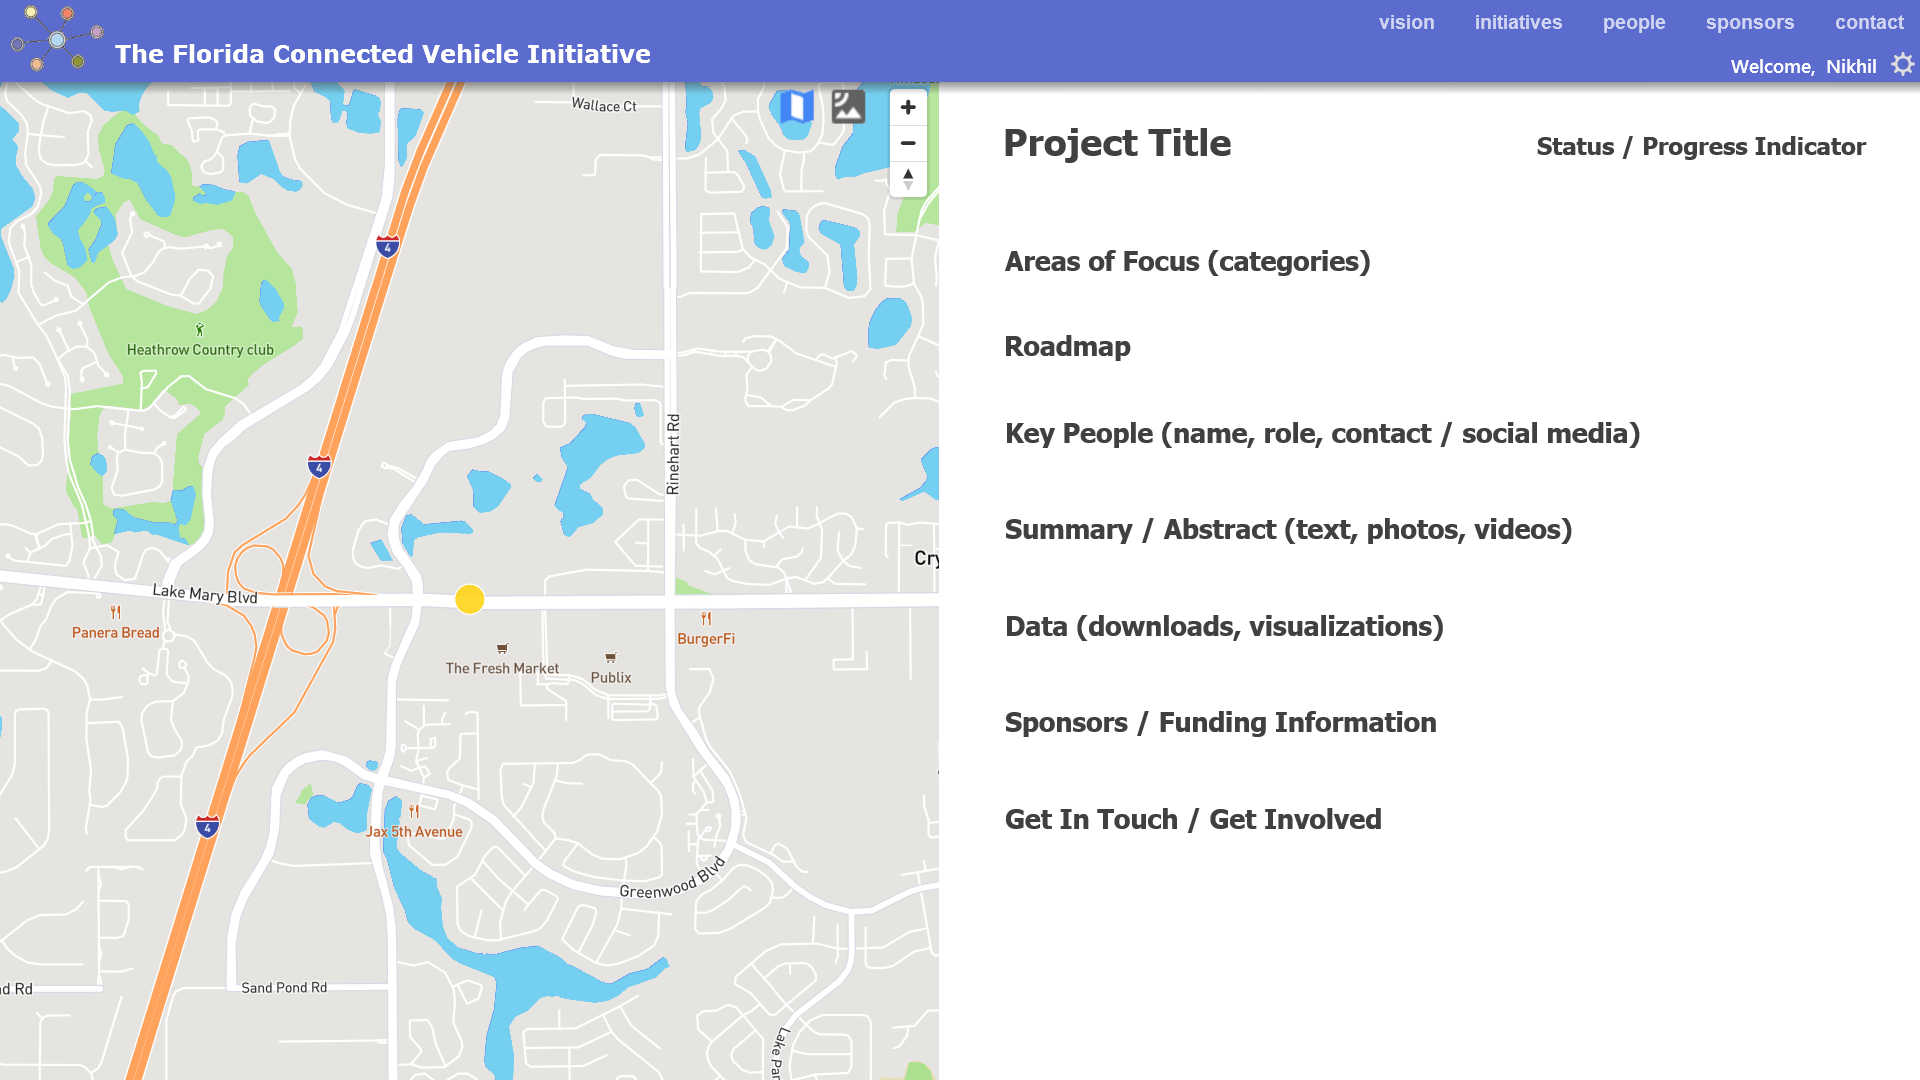 vision initiatives people sponsors contact
The Florida Connected Vehicle Initiative
Welcome, Nikhil
Wallace Ct
4
Heathrow Country club
Rinehart Rd
4
Cry
Lake Mary Blvd
Panera Bread
BurgerFi
The Fresh Market
Publix
4
Jax 5th Avenue
Greenwood Blvd
Sand Pond Rd
d Rd
Lake Par
Project Title
Status / Progress Indicator
Areas of Focus (categories)
Roadmap
Key People (name, role, contact / social media)
Summary / Abstract (text, photos, videos)
Data (downloads, visualizations)
Sponsors / Funding Information
Get In Touch / Get Involved